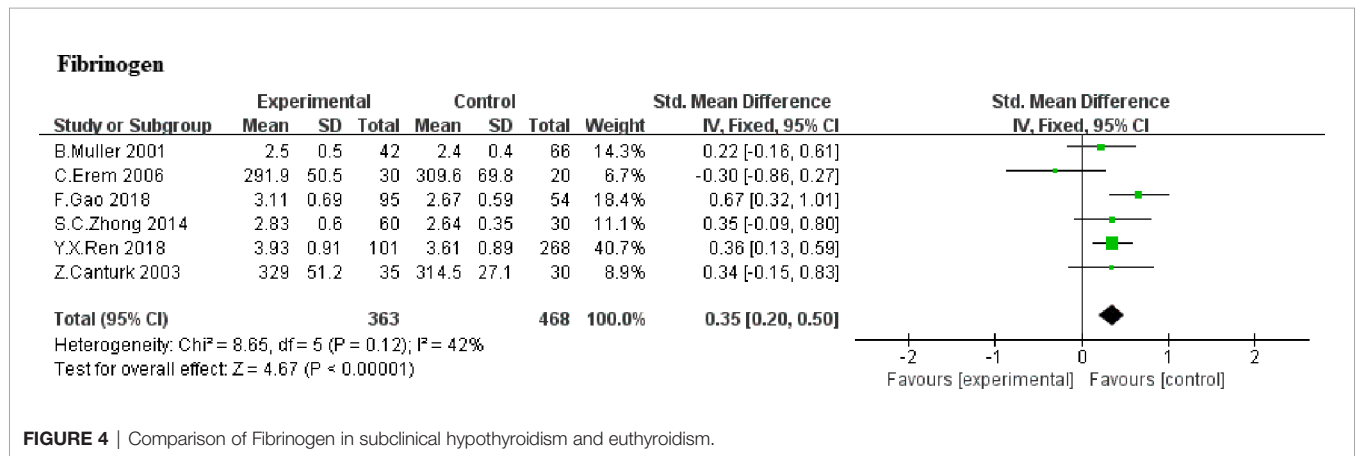 Fibrinogen
Experimental Control Std. Mean Difference Std. Mean Difference
Study or Subgroup Mean SD Total Mean SD Total Weight IV, Fixed, 95% CI IV, Fixed, 95% CI
B.Muller 2001 2.5 0.5 42 2.4 0.4 66 14.3% 0.22 [-0.16, 0.61]
C.Erem 2006 291.9 50.5 30 309.6 69.8 20 6.7% -0.30 [-0.86, 0.27]
F.Gao 2018 3.11 0.69 95 2.67 0.59 54 18.4% 0.67 [0.32, 1.01]
S.C.Zhong 2014 2.83 0.6 60 2.64 0.35 30 11.1% 0.35 [-0.09, 0.80]
Y.X.Ren 2018 3.93 0.91 101 3.61 0.89 268 40.7% 0.36 [0.13, 0.59]
Z.Canturk 2003 329 51.2 35 314.5 27.1 30 8.9% 0.34 [-0.15, 0.83]
Total (95% CI) 363 468 100.0% 0.35 [0.20, 0.50]
Heterogeneity: Chi² = 8.65, df = 5 (P = 0.12); I² = 42%
Test for overall effect: Z = 4.67 (P < 0.00001)
-2 -1 0 1 2
Favours [experimental] Favours [control]
FIGURE 4 | Comparison of Fibrinogen in subclinical hypothyroidism and euthyroidism.